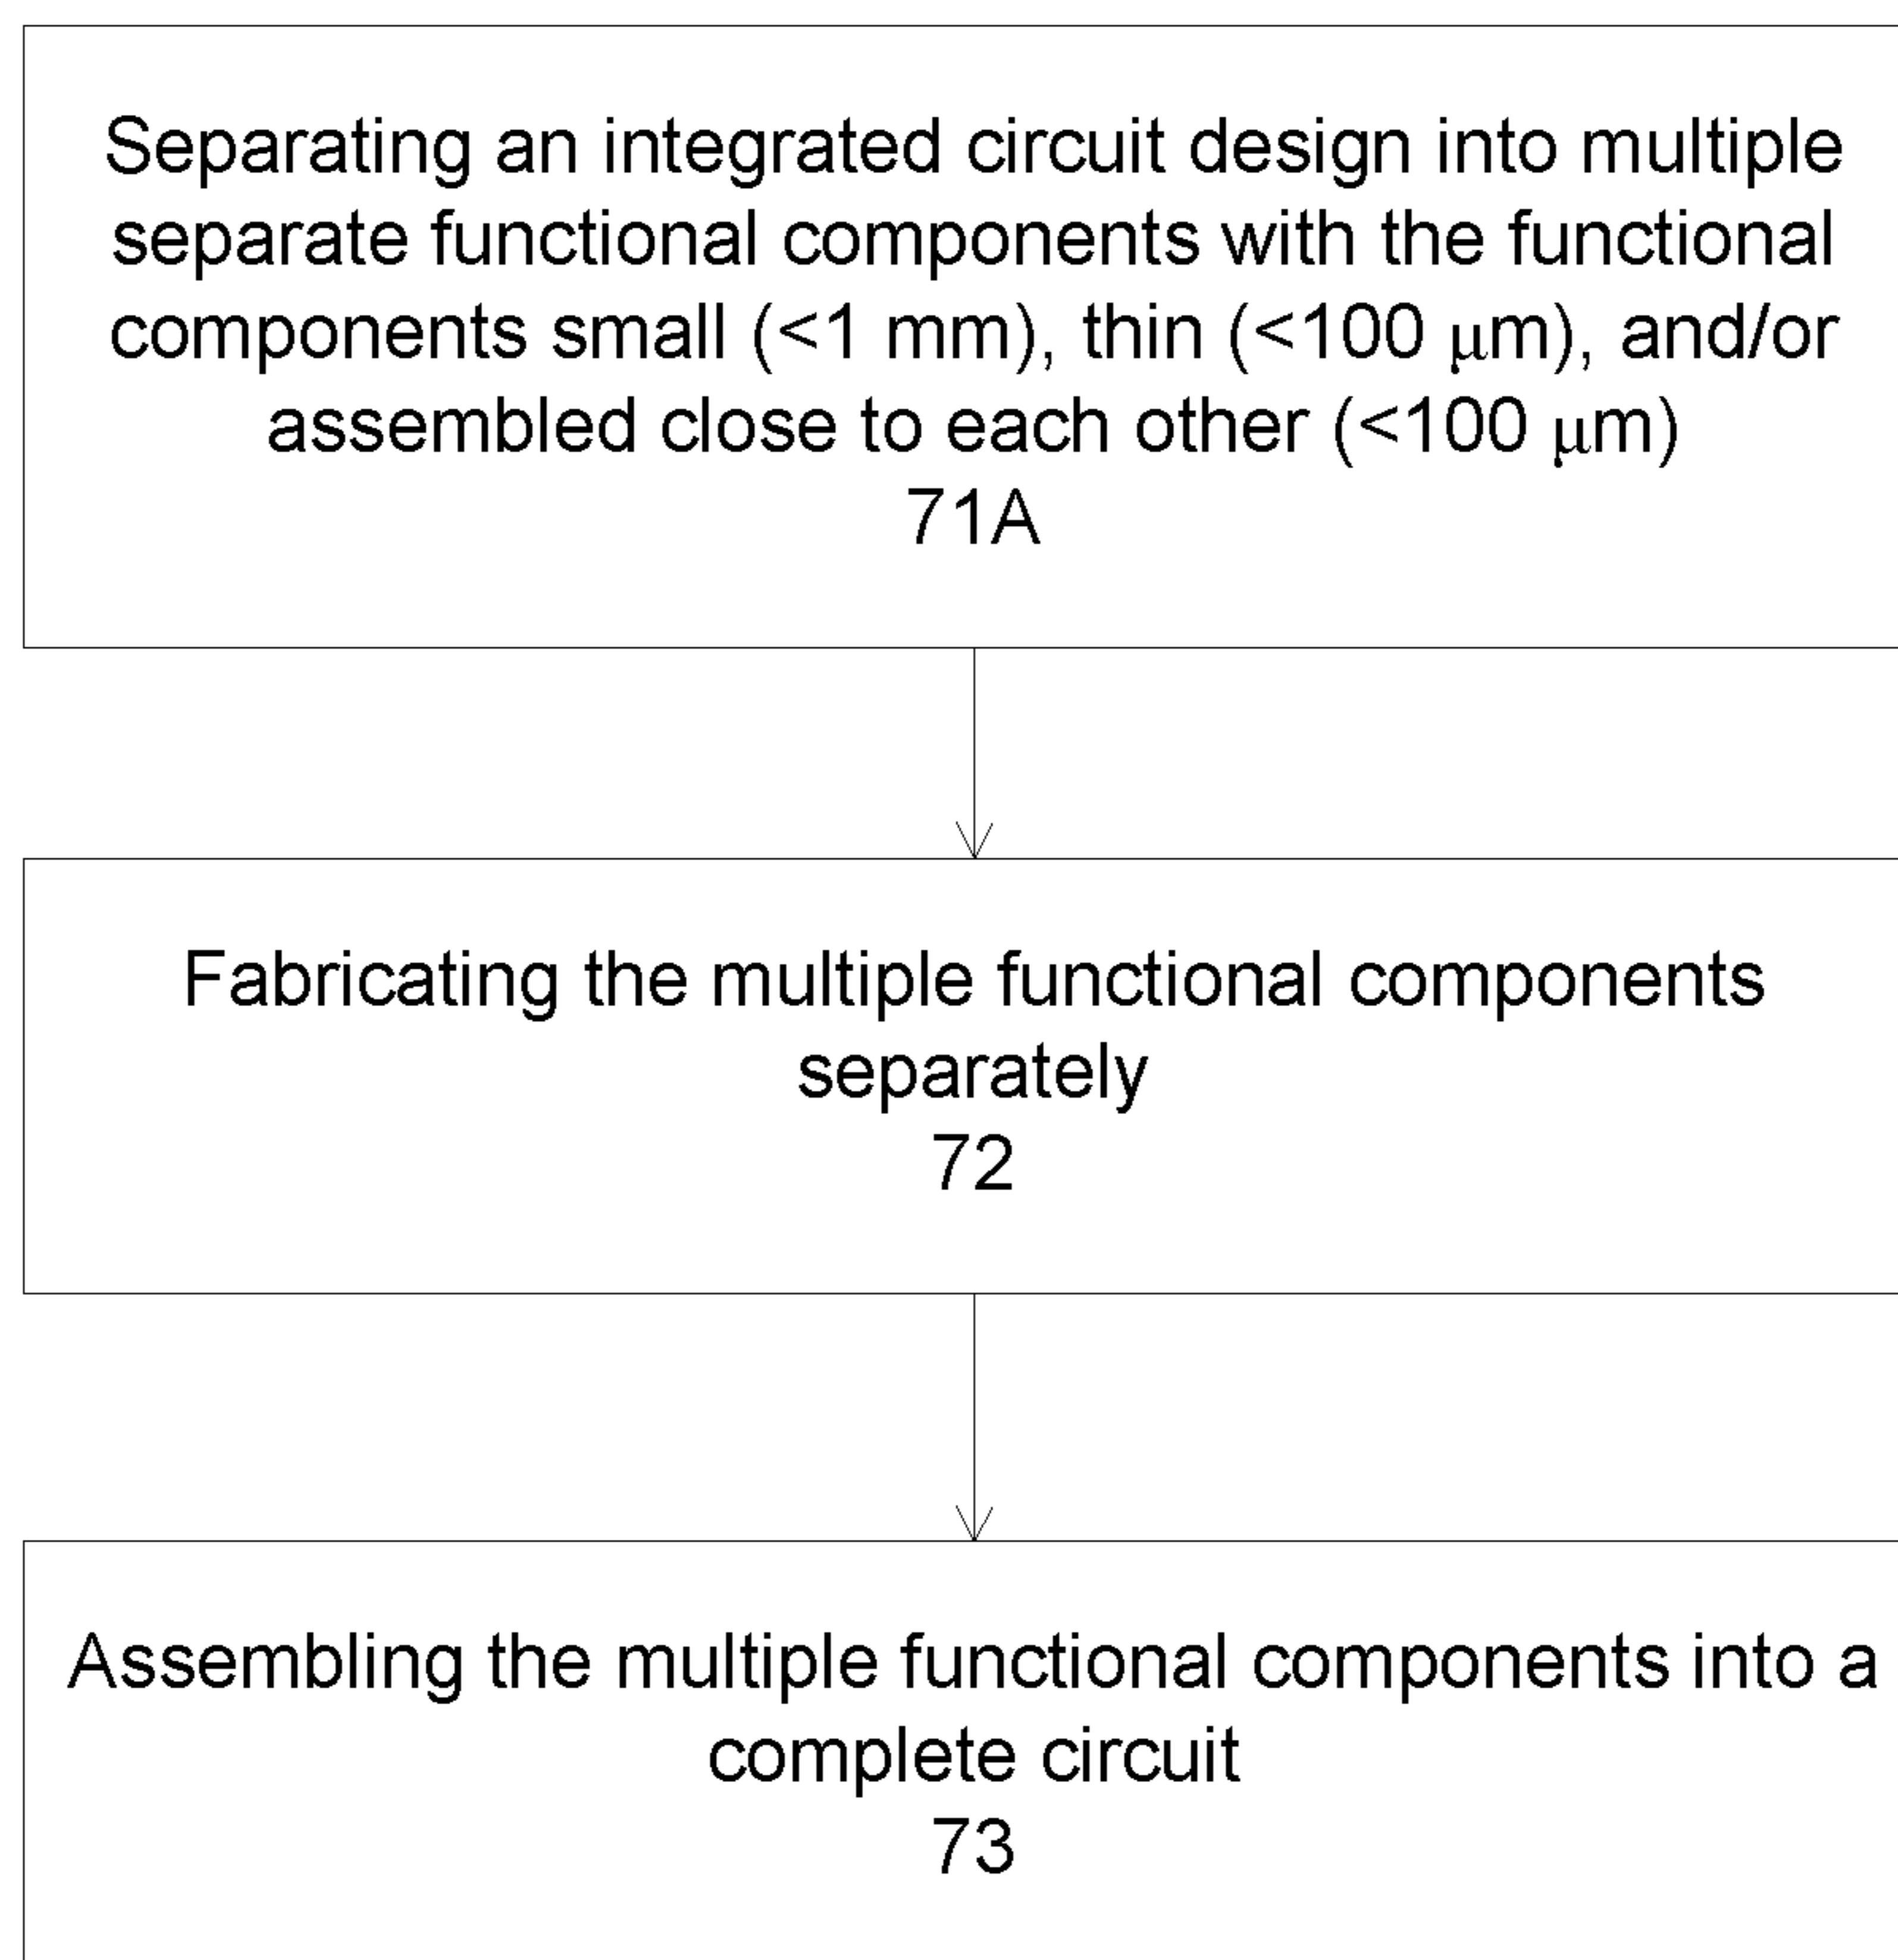 Separating an integrated circuit design into multiple
separate functional components with the functional
components small (<1 mm), thin (<100 μm), and/or
assembled close to each other (<100 μm)
71A
Fabricating the multiple functional components
separately
72
Assembling the multiple functional components into a
complete circuit
73